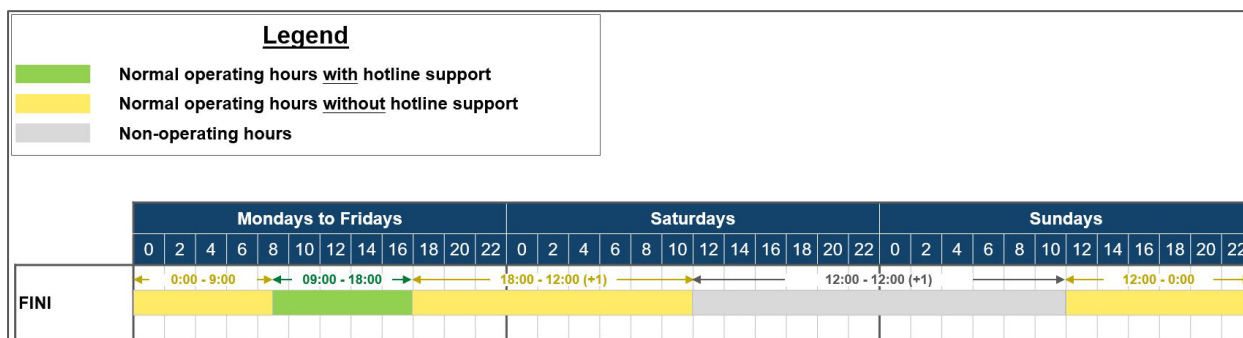 Legend
Normal operating hours with hotline support
Normal operating hours without hotline support
Non-operating hours
Mondays to Fridays Saturdays Sundays
0 2 4 6 8 10 12 14 16 18 20 22 0 2 4 6 8 10 12 14 16 18 20 22 0 2 4 6 8 10 12 14 16 18 20 22
0:00 - 9:00 09:00 - 18:00 18:00 - 12:00 (+1) 12:00 - 12:00 (+1) 12:00 - 0:00
FINI